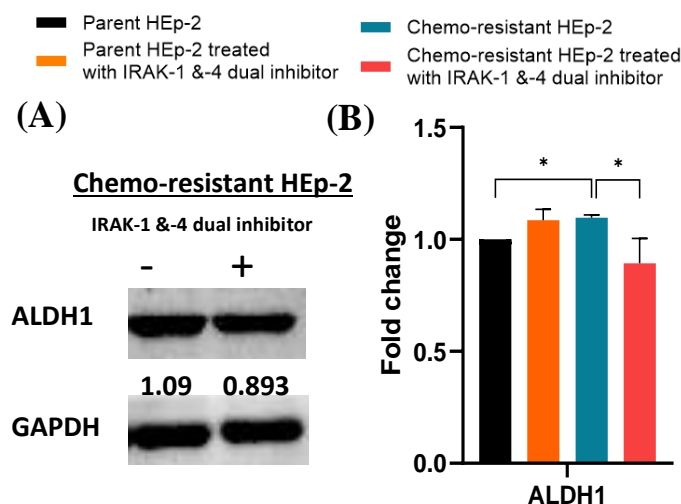 Parent HEp-2
Parent HEp-2 treated
with IRAK-1 &-4 dual inhibitor
Chemo-resistant HEp-2
Chemo-resistant HEp-2 treated
with IRAK-1 &-4 dual inhibitor
(A)
Chemo-resistant HEp-2
IRAK-1 &-4 dual inhibitor
- +
ALDH1
1.09 0.893
GAPDH
(B)
Fold change
1.5
1.0
0.5
0.0
* *
ALDH1